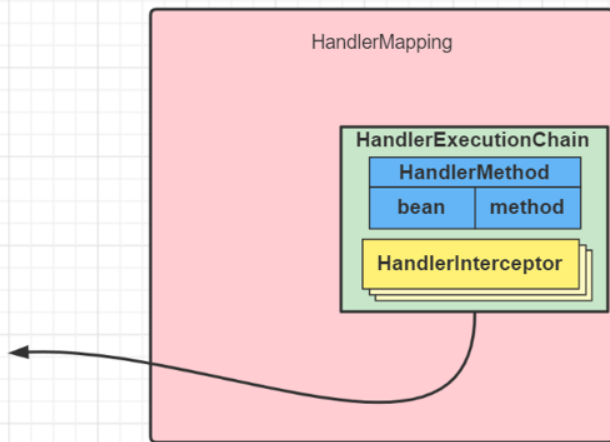 HandlerMapping
HandlerExecutionChain
HandlerMethod
bean method
HandlerInterceptor